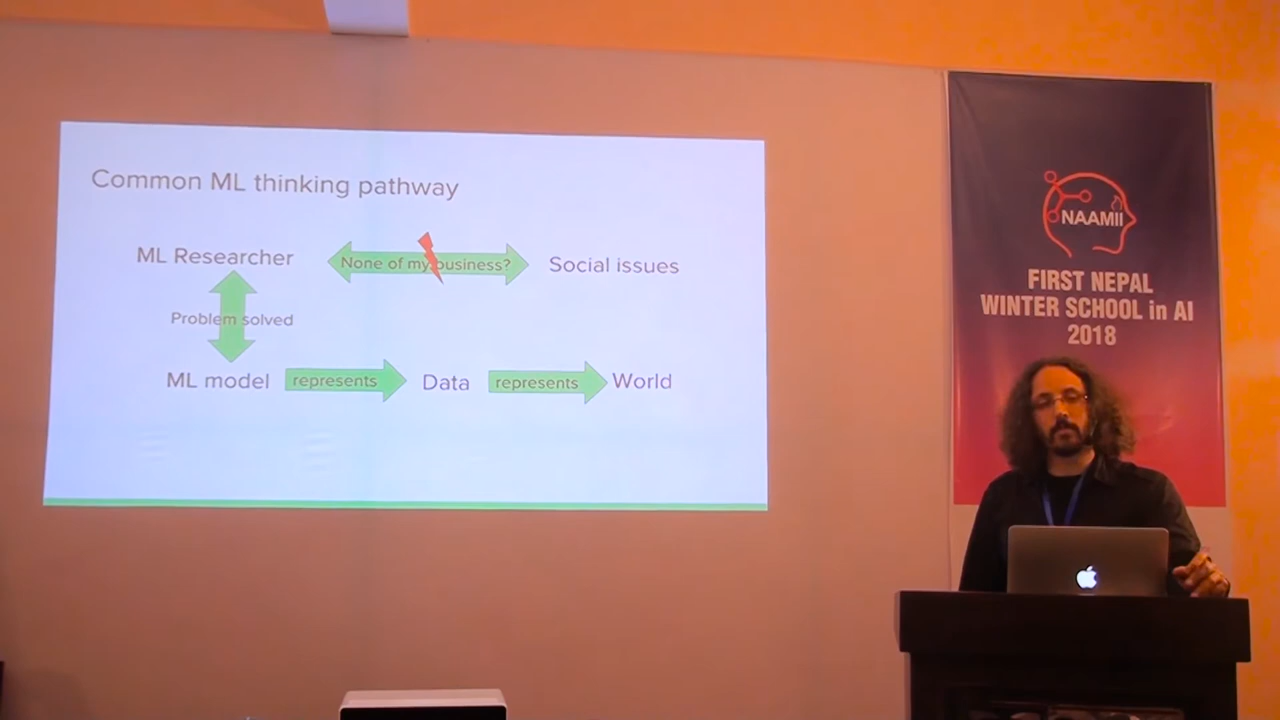 Common ML thinking pathway
ML Researcher
None of my business?
Social issues
Problem solved
ML model
represents
Data
represents
World
NAAMII
FIRST NEPAL
WINTER SCHOOL in AI
2018